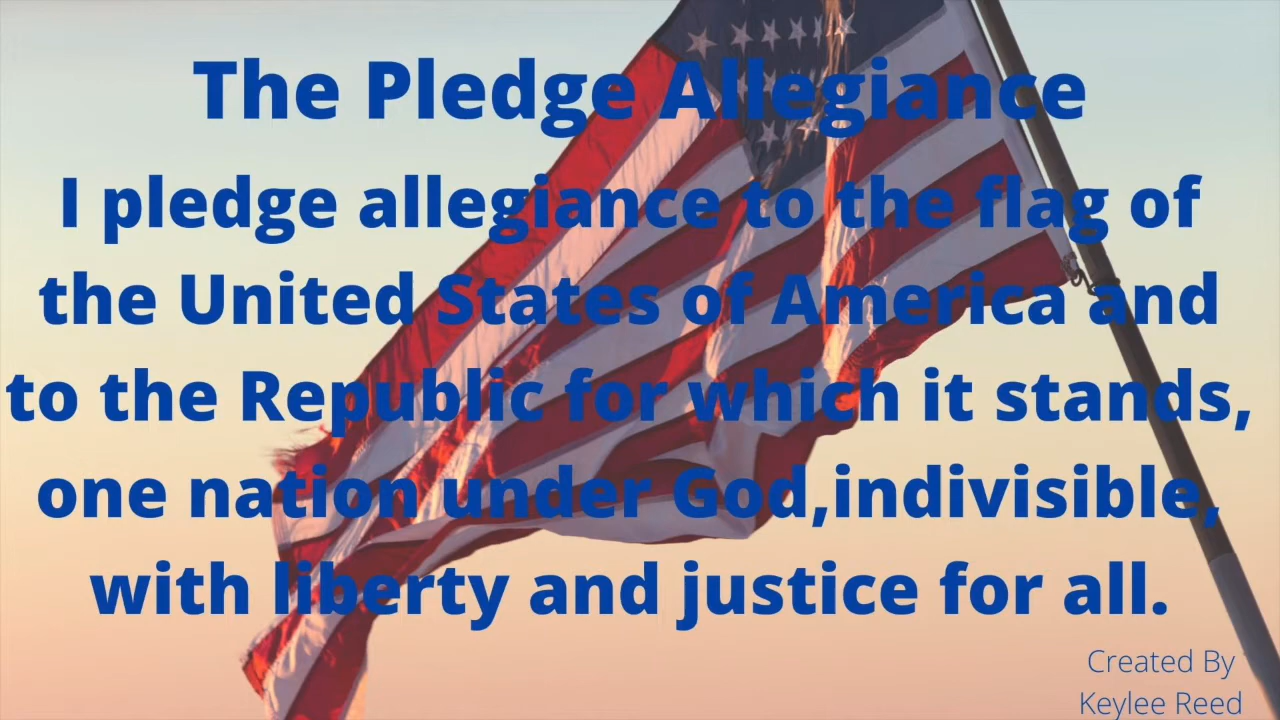 The Pledge Allegiance
I pledge allegiance to the flag of
the United States of America and
to the Republic for which it stands,
one nation under God,indivisible,
with liberty and justice for all.
Created By
Keylee Reed